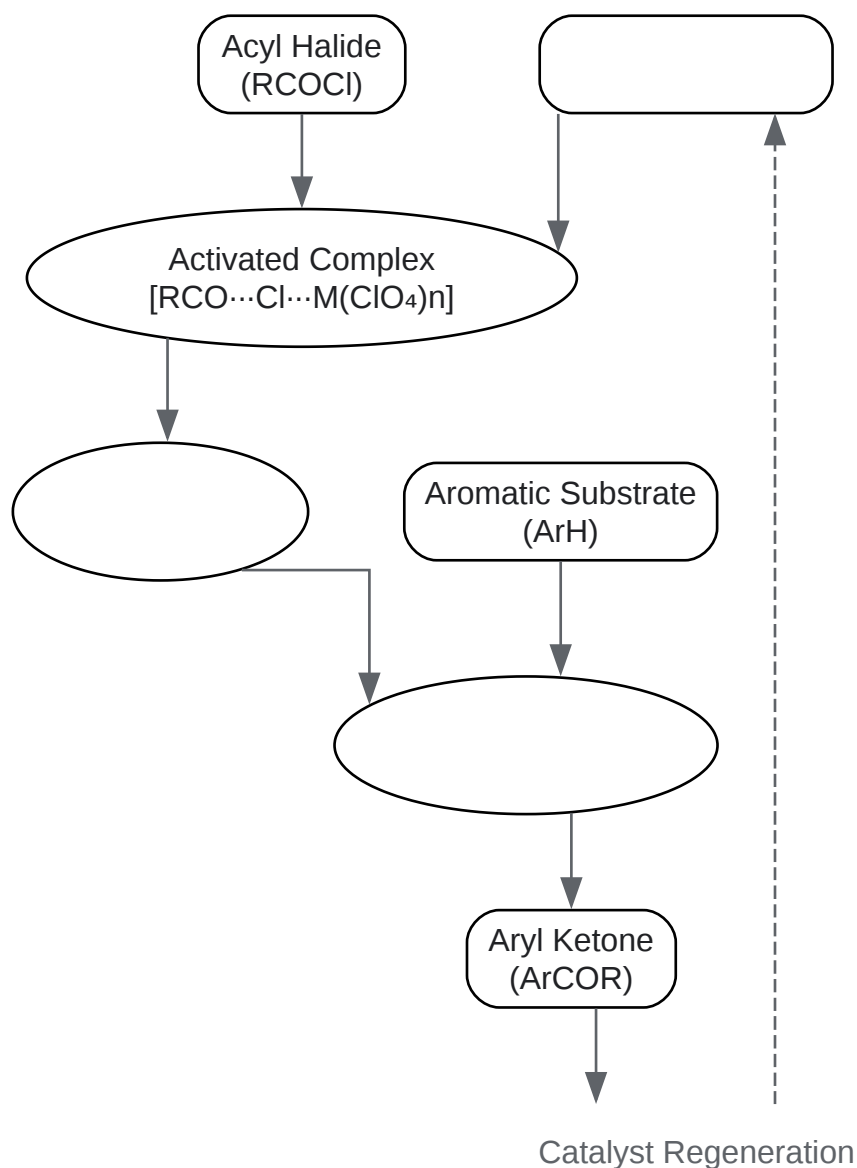 Acyl Halide
(RCOCl)
Activated Complex
[RCO···Cl···M(ClO₄)n]
Aromatic Substrate
(ArH)
Aryl Ketone
(ArCOR)
Catalyst Regeneration